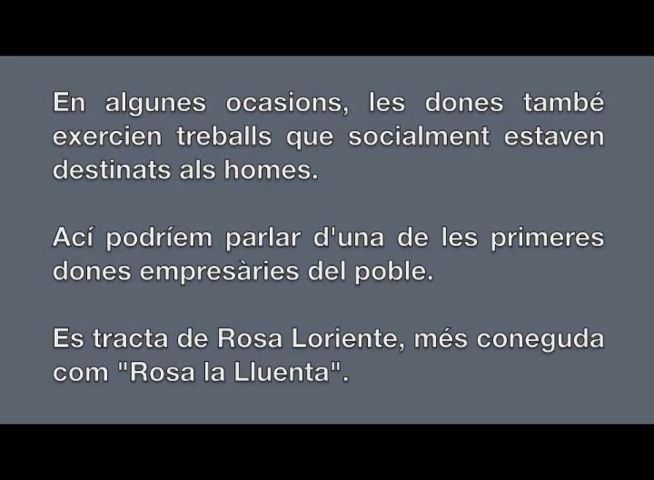 En algunes ocasions, les dones també
exercien treballs que socialment estaven
destinats als homes.
Ací podríem parlar d'una de les primeres
dones empresàries del poble.
Es tracta de Rosa Loriente, més coneguda
com "Rosa la Lluenta".